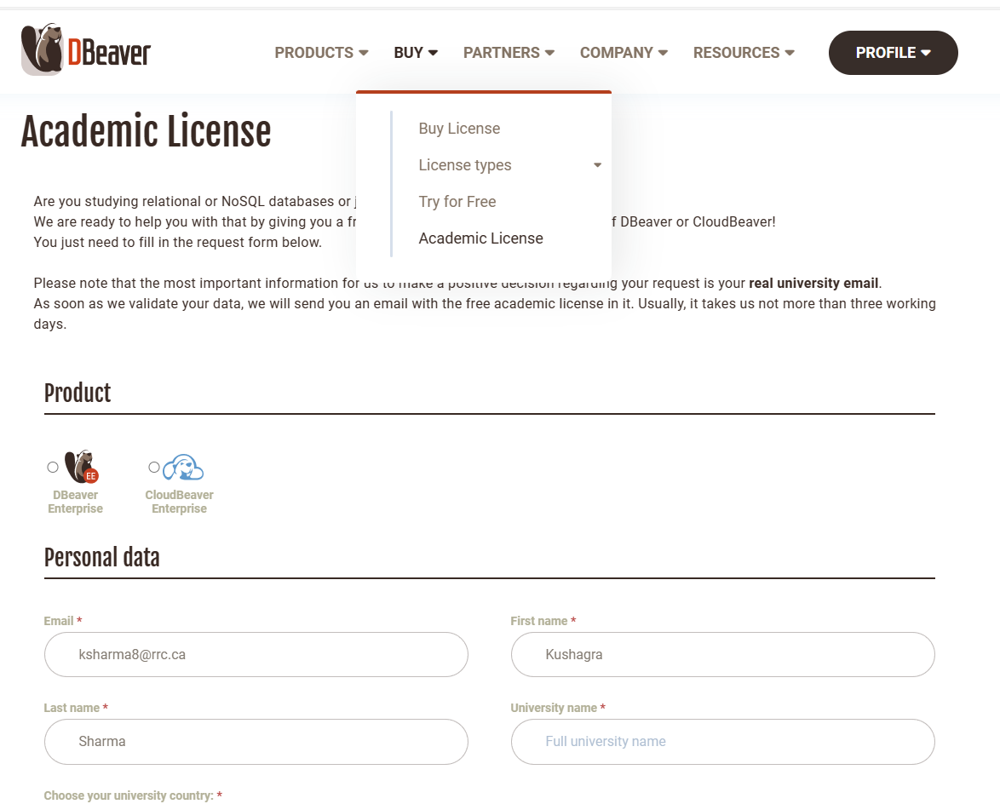 DBeaver
PRODUCTS
BUY
PARTNERS
COMPANY
RESOURCES
PROFILE
Buy License
License types
Try for Free
Academic License
Academic License
Are you studying relational or NoSQL databases or
We are ready to help you with that by giving you a DBeaver or CloudBeaver!
You just need to fill in the request form below.
Please note that the most important information for us to make a positive decision regarding your request is your real university email.
As soon as we validate your data, we will send you an email with the free academic license in it. Usually, it takes us not more than three working
days.
Product
EE
DBeaver
Enterprise
CloudBeaver
Enterprise
Personal data
Email *
First name *
ksharma8@rrc.ca
Kushagra
Last name *
University name *
Sharma
Full university name
Choose your university country: *